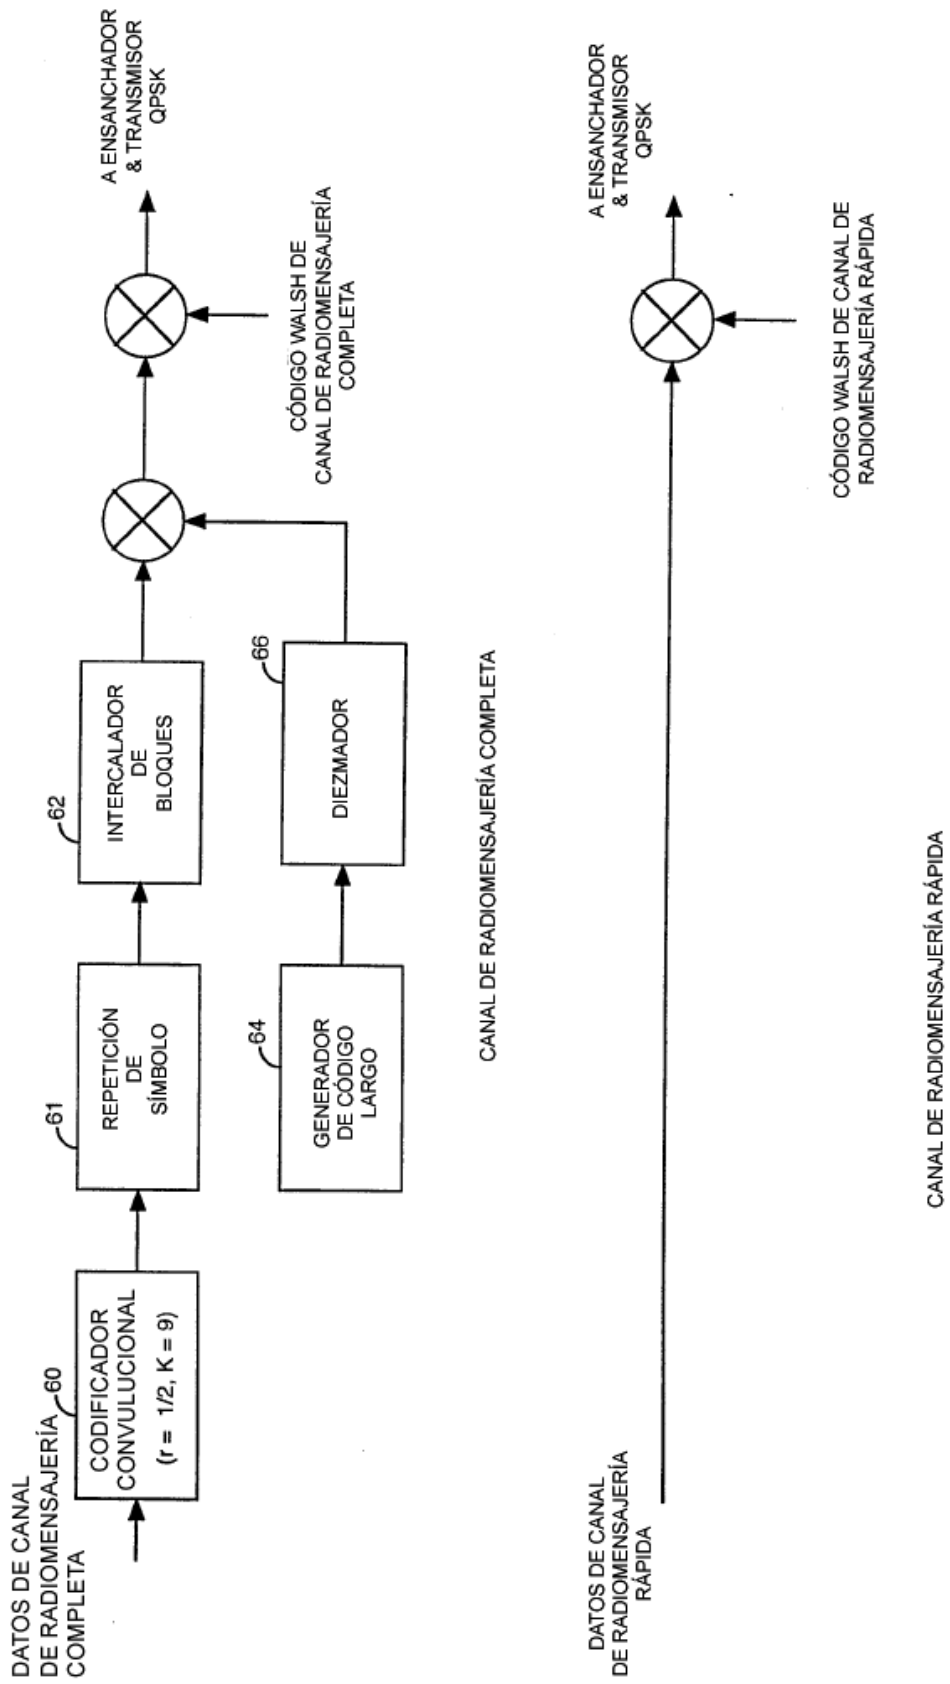 DATOS DE CANAL
DE RADIOMENSAJERÍA
COMPLETA
60
CODIFICADOR
CONVULUCIONAL
(r = 1/2, K = 9)
61
REPETICIÓN
DE
SÍMBOLO
62
INTERCALADOR
DE
BLOQUES
A ENSANCHADOR
& TRANSMISOR
QPSK
64
GENERADOR
DE CÓDIGO
LARGO
66
DIEZMADOR
CÓDIGO WALSH DE
CANAL DE RADIOMENSAJERÍA
COMPLETA
CANAL DE RADIOMENSAJERÍA COMPLETA
DATOS DE CANAL
DE RADIOMENSAJERÍA
RÁPIDA
A ENSANCHADOR
& TRANSMISOR
QPSK
CÓDIGO WALSH DE CANAL DE
RADIOMENSAJERÍA RÁPIDA
CANAL DE RADIOMENSAJERÍA RÁPIDA